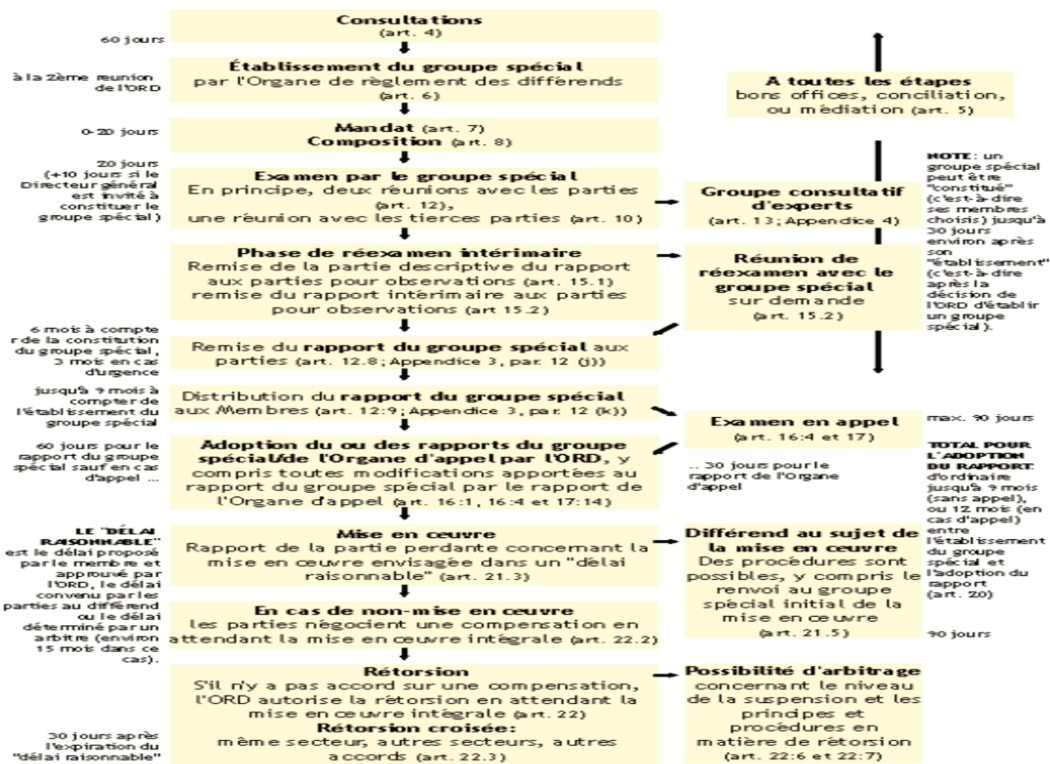 Consultations
(art. 4)
60 jours
Établissement du groupe spécial
par l'Organe de règlement des différends
(art. 6)
à la 2ème reunion
de l'ORD
A toutes les étapes
bons offices, conciliation,
ou médiation (art. 5)
Mandat (art. 7)
Composition (art. 8)
0-20 jours
Examen par le groupe spécial
En principe, deux réunions avec les parties
(art. 12),
une réunion avec les tierces parties (art. 10)
20 jours
(+10 jours si le
Directeur général
est invité à
constituer le
groupe spécial)
Groupe consultatif
d'experts
(art. 13; Appendice 4)
NOTE: un
groupe spécial
peut être
"constitué"
(c'est-à-dire
ses membres
choisis) jusqu'à
30 jours
environ après
son
"établissement"
(c'est-à-dire
après la
décision de
l'ORD d'établir
un groupe
spécial).
Phase de réexamen intérimaire
Remise de la partie descriptive du rapport
aux parties pour observations (art. 15.1)
remise du rapport intérimaire aux parties
pour observations (art 15.2)
Réunion de
réexamen avec le
groupe spécial
sur demande
(art. 15.2)
6 mois à compte
r de la constitution
du groupe spécial,
3 mois en cas
d'urgence
Remise du rapport du groupe spécial aux
parties (art. 12.8; Appendice 3, par. 12 (j))
jusqu'à 9 mois à
compter de
l'établissement du
groupe spécial
Distribution du rapport du groupe spécial
aux Membres (art. 12:9; Appendice 3, par. 12 (k))
Examen en appel
(art. 16:4 et 17)
max. 90 jours
60 jours pour le
rapport du groupe
spécial sauf en cas
d'appel ...
Adoption du ou des rapports du groupe
spécial/de l'Organe d'appel par l'ORD, y
compris toutes modifications apportées au
rapport du groupe spécial par le rapport de
l'Organe d'appel (art. 16:1, 16:4 et 17:14)
.. 30 jours pour le
rapport de l'Organe
d'appel
TOTAL POUR
L'ADOPTION
DU RAPPORT:
d'ordinaire
jusqu'à 9 mois
(sans appel),
ou 12 mois (en
cas d'appel)
entre
l'établissement
du groupe
spécial et
l'adoption du
rapport
(art. 20)
LE "DÉLAI
RAISONNABLE"
est le délai proposé
par le membre et
approuvé par
l'ORD, le délai
convenu par les
parties au différend
ou le délai
déterminé par un
arbitre (environ
15 mois dans ce
cas).
Mise en œuvre
Rapport de la partie perdante concernant la
mise en œuvre envisagée dans un "délai
raisonnable" (art. 21.3)
Différend au sujet de
la mise en œuvre
Des procédures sont
possibles, y compris le
renvoi au groupe
spécial initial de la
mise en œuvre
(art. 21.5)
90 jours
En cas de non-mise en œuvre
les parties négocient une compensation en
attendant la mise en œuvre intégrale (art. 22.2)
Rétorsion
S'il n'y a pas accord sur une compensation,
l'ORD autorise la rétorsion en attendant la
mise en œuvre intégrale (art. 22)
Rétorsion croisée:
même secteur, autres secteurs, autres
accords (art. 22.3)
30 jours après
l'expiration du
"délai raisonnable"
Possibilité d'arbitrage
concernant le niveau
de la suspension et les
principes et
procédures en
matière de rétorsion
(art. 22:6 et 22:7)